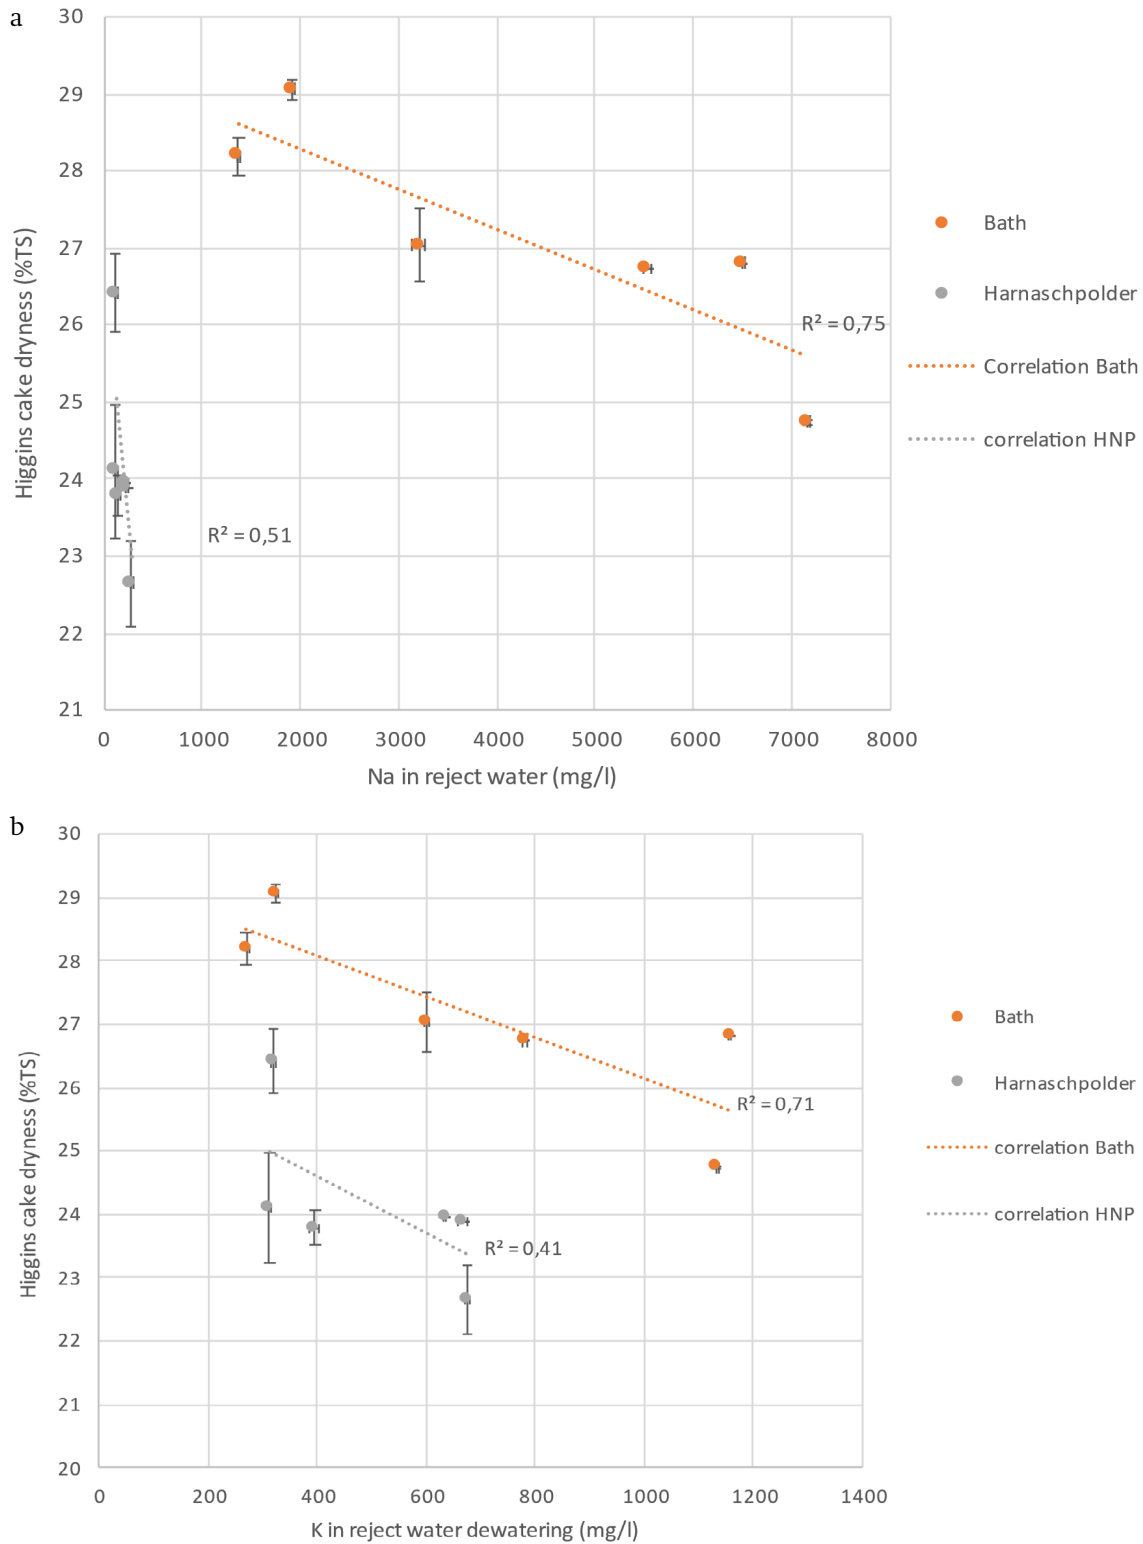 a
30
29
28
27
26
25
24
23
22
21
Higgins cake dryness (%TS)
0 1000 2000 3000 4000 5000 6000 7000 8000
Na in reject water (mg/l)
R² = 0,75
R² = 0,51
Bath
Harnaschpolder
Correlation Bath
correlation HNP
b
30
29
28
27
26
25
24
23
22
21
20
Higgins cake dryness (%TS)
0 200 400 600 800 1000 1200 1400
K in reject water dewatering (mg/l)
R² = 0,71
R² = 0,41
Bath
Harnaschpolder
correlation Bath
correlation HNP